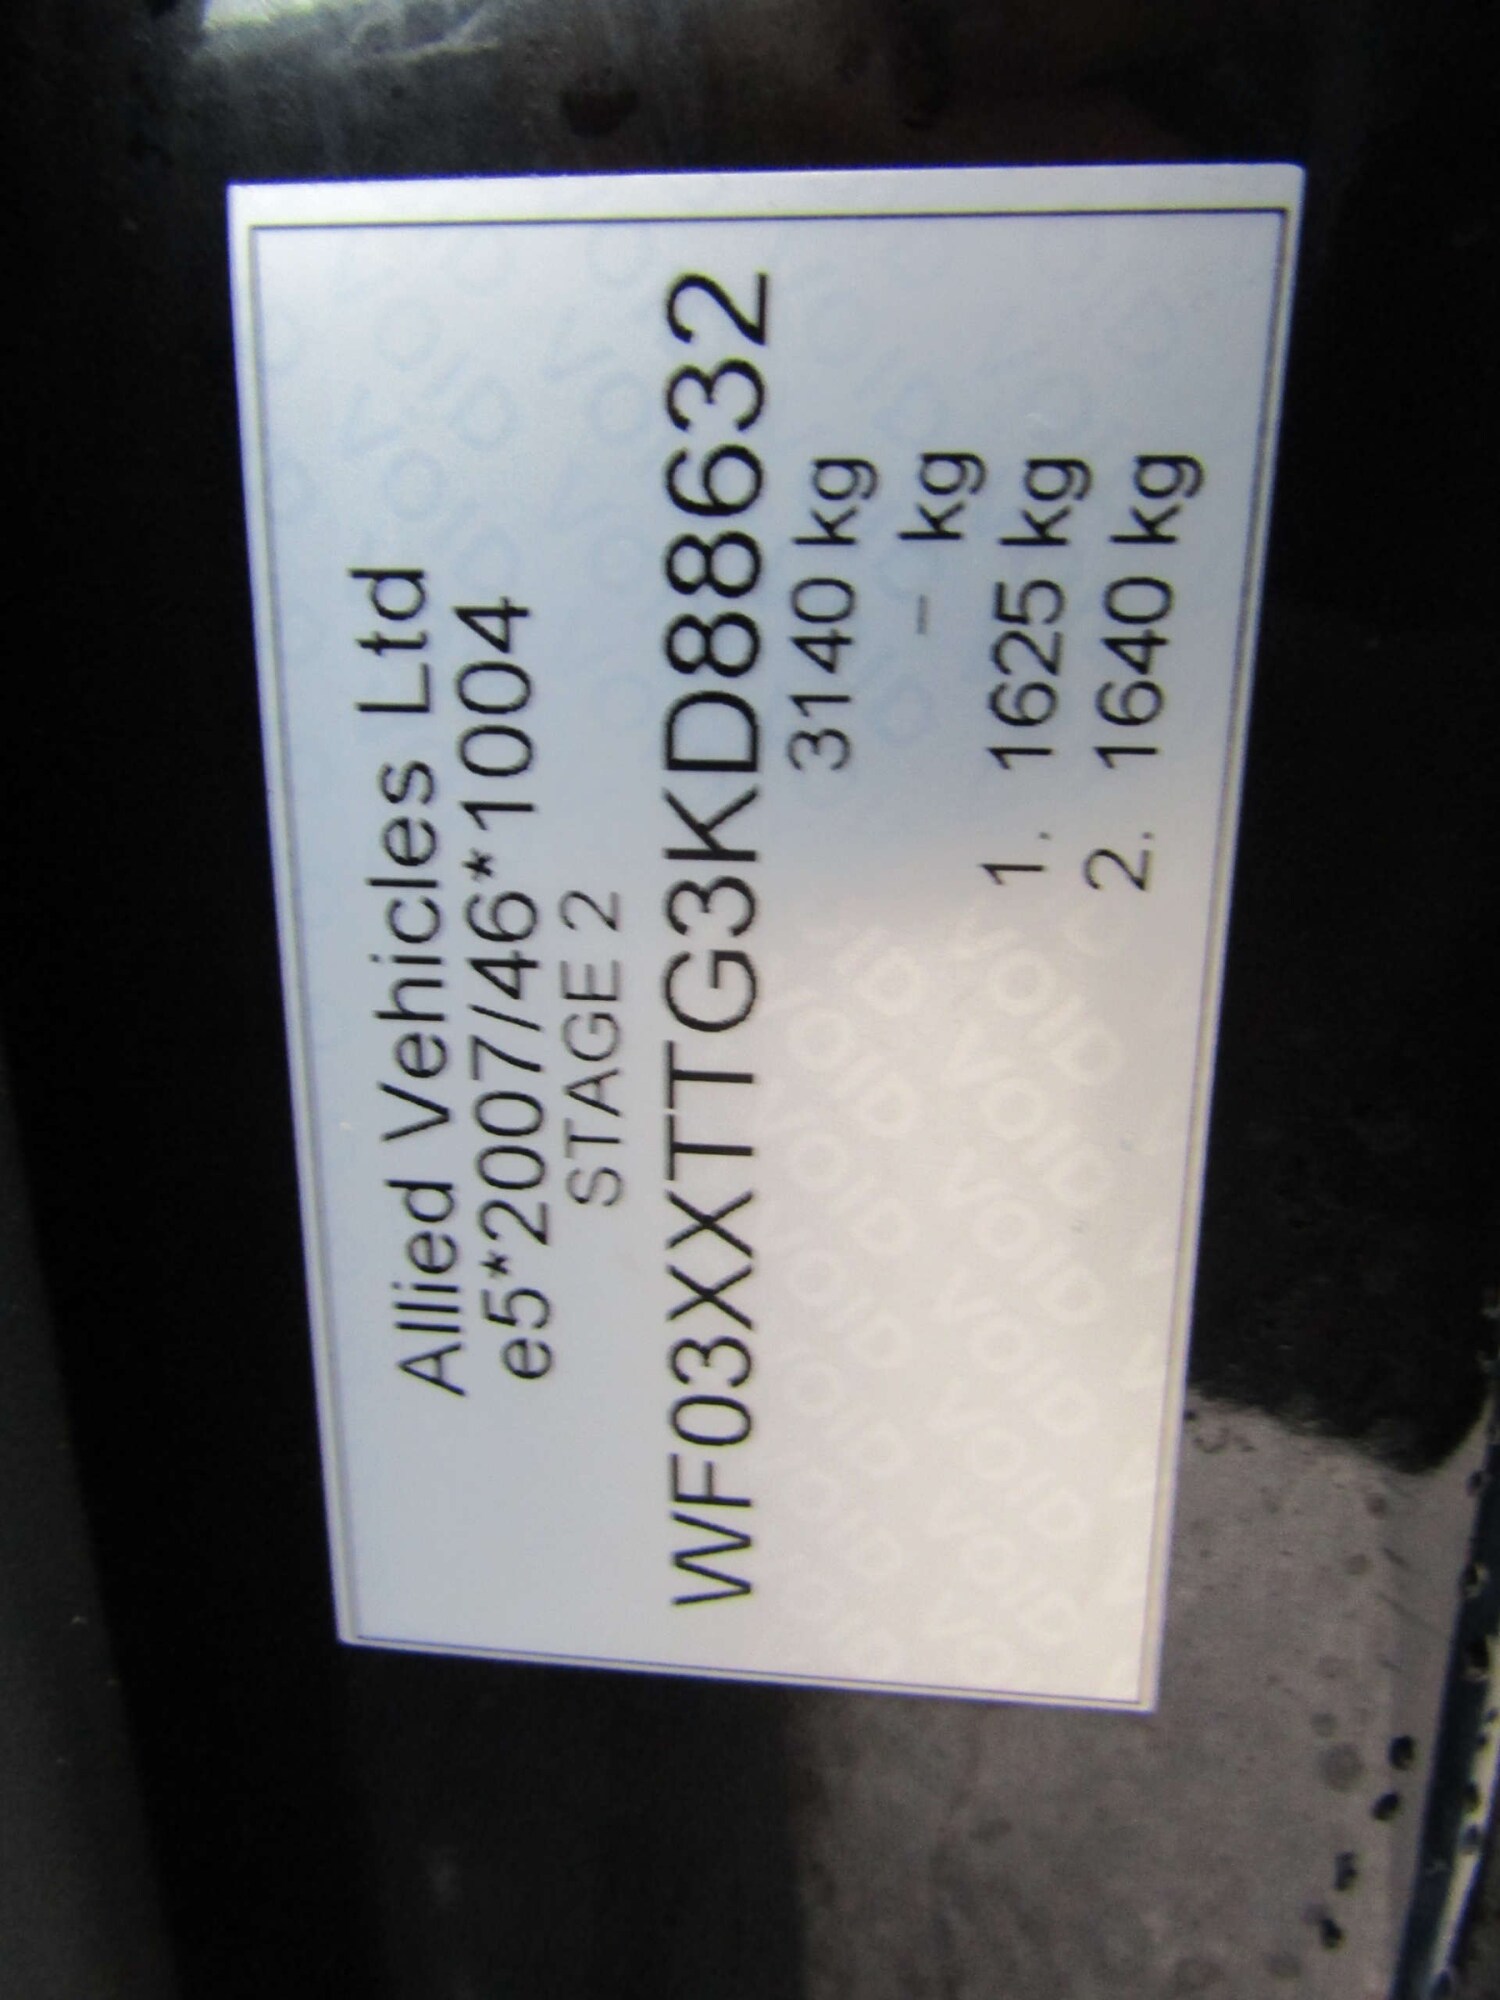 Allied Vehicles Ltd
e5*2007/46*1004
STAGE 2
WF03XXTTG3KD88632
3140 kg
- kg
1. 1625 kg
2. 1640 kg